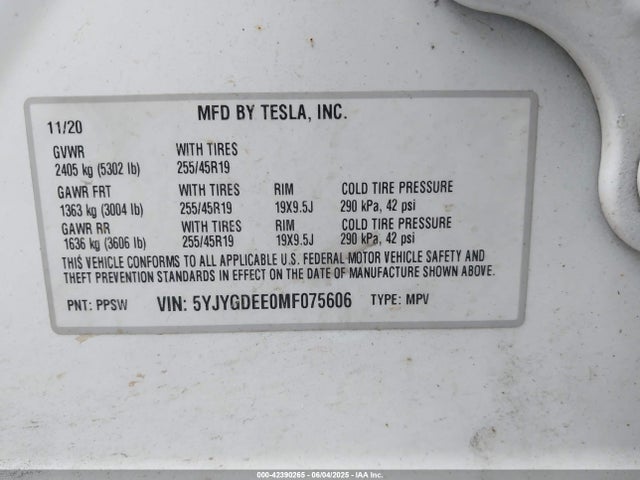 MFD BY TESLA, INC.
11/20
GVWR WITH TIRES
2405 kg (5302 lb) 255/45R19
GAWR FRT WITH TIRES RIM COLD TIRE PRESSURE
1363 kg (3004 lb) 255/45R19 19X9.5J 290 kPa, 42 psi
GAWR RR WITH TIRES RIM COLD TIRE PRESSURE
1636 kg (3606 lb) 255/45R19 19X9.5J 290 kPa, 42 psi
THIS VEHICLE CONFORMS TO ALL APPLICABLE U.S. FEDERAL MOTOR VEHICLE SAFETY AND
THEFT PREVENTION STANDARDS IN EFFECT ON THE DATE OF MANUFACTURE SHOWN ABOVE.
PNT: PPSW VIN: 5YJYGDEE0MF075606 TYPE: MPV
000-42390265 - 06/04/2025 - IAA Inc.